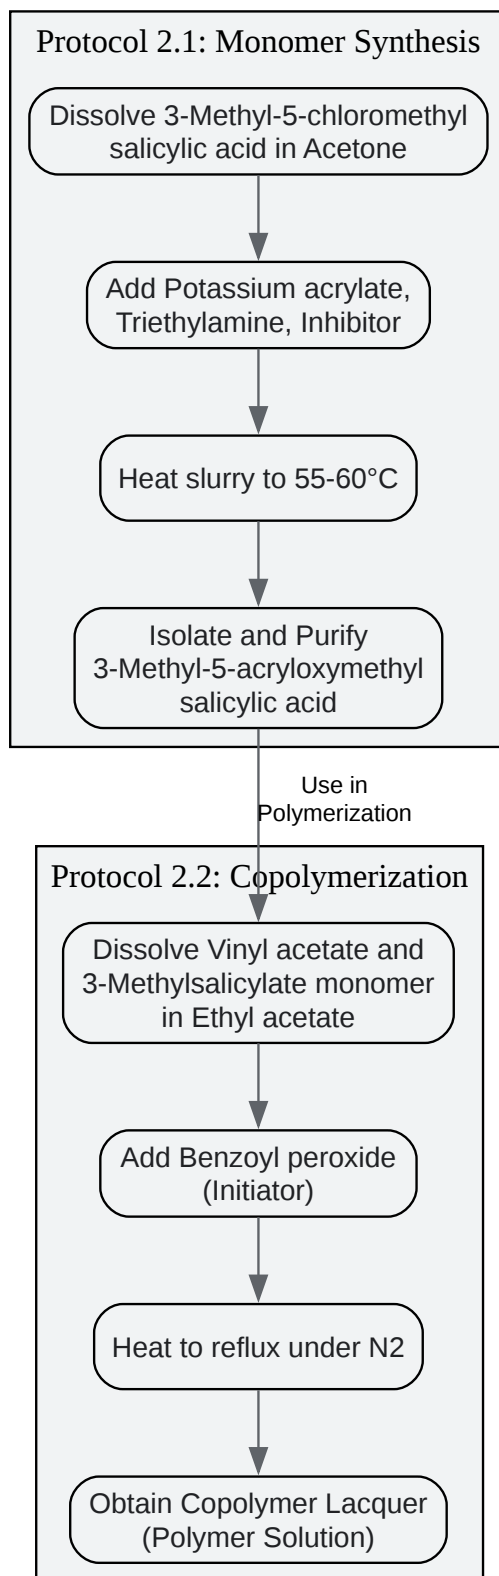 Protocol 2.1: Monomer Synthesis
Dissolve 3-Methyl-5-chloromethyl
salicylic acid in Acetone
Add Potassium acrylate,
Triethylamine, Inhibitor
Heat slurry to 55-60°C
Isolate and Purify
3-Methyl-5-acryloxymethyl
salicylic acid
Use in
Polymerization
Protocol 2.2: Copolymerization
Dissolve Vinyl acetate and
3-Methylsalicylate monomer
in Ethyl acetate
Add Benzoyl peroxide
(Initiator)
Heat to reflux under N2
Obtain Copolymer Lacquer
(Polymer Solution)